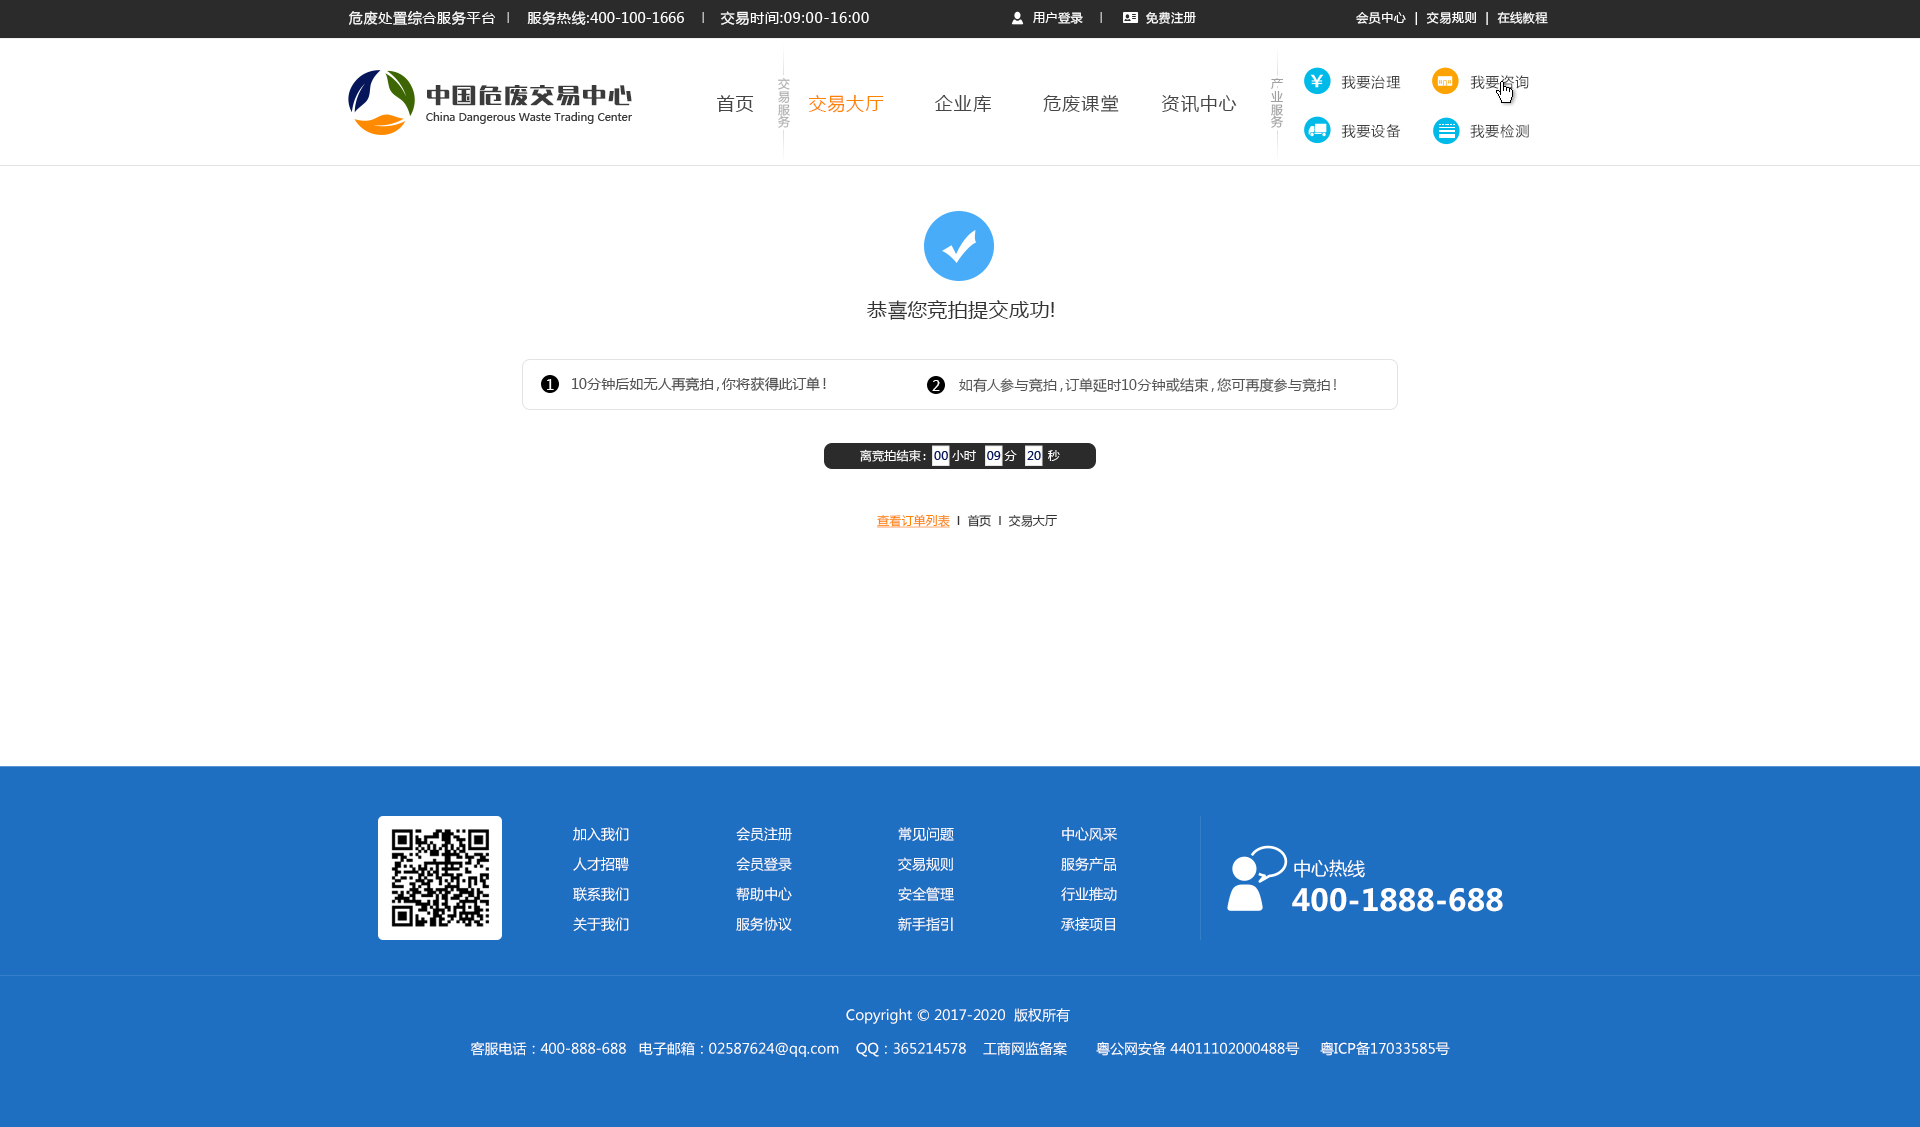 危废处置综合服务平台 | 服务热线:400-100-1666 | 交易时间:09:00-16:00 用户登录 | 免费注册 会员中心 | 交易规则 | 在线教程
中国危废交易中心
China Dangerous Waste Trading Center
首页 交易服务 交易大厅 企业库 危废课堂 资讯中心 产业服务
我要治理 我要咨询
我要设备 我要检测
恭喜您竞拍提交成功!
1 10分钟后如无人再竞拍,你将获得此订单! 2 如有人参与竞拍,订单延时10分钟或结束,您可再度参与竞拍!
离竞拍结束: 00 小时 09 分 20 秒
查看订单列表 | 首页 | 交易大厅
加入我们 会员注册 常见问题 中心风采
人才招聘 会员登录 交易规则 服务产品
联系我们 帮助中心 安全管理 行业推动
关于我们 服务协议 新手指引 承接项目
中心热线
400-1888-688
Copyright © 2017-2020 版权所有
客服电话：400-888-688 电子邮箱：02587624@qq.com QQ：365214578 工商网监备案 粤公网安备 44011102000488号 粤ICP备17033585号